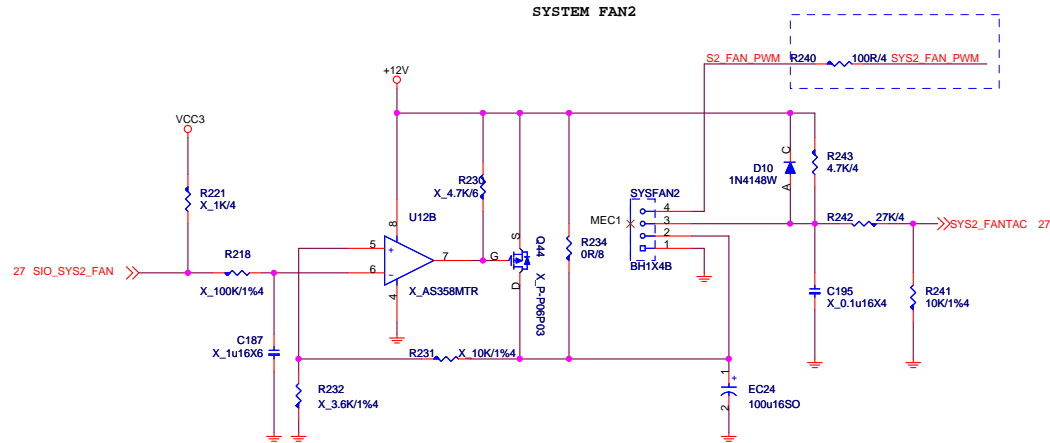 SYSTEM FAN2
S2_FAN_PWM R240 100R/4 SYS2_FAN_PWM
+12V
VCC3
R221
X_1K/4
R230
X_4.7K/6
D10
1N4148W
C
A
R243
4.7K/4
U12B
8
SYSFAN2
MEC1
4
3
2
1
BH1X4B
R242 27K/4
SYS2_FANTAC 27
27 SIO_SYS2_FAN
R218
X_100K/1%4
5
+
6
-
7
4
X_AS358MTR
G
S
D
Q44 X_P-P06P03
R234
0R/8
C195
X_0.1u16X4
R241
10K/1%4
C187
X_1u16X6
R231 X_10K/1%4
R232
X_3.6K/1%4
1
+
2
EC24
100u16SO